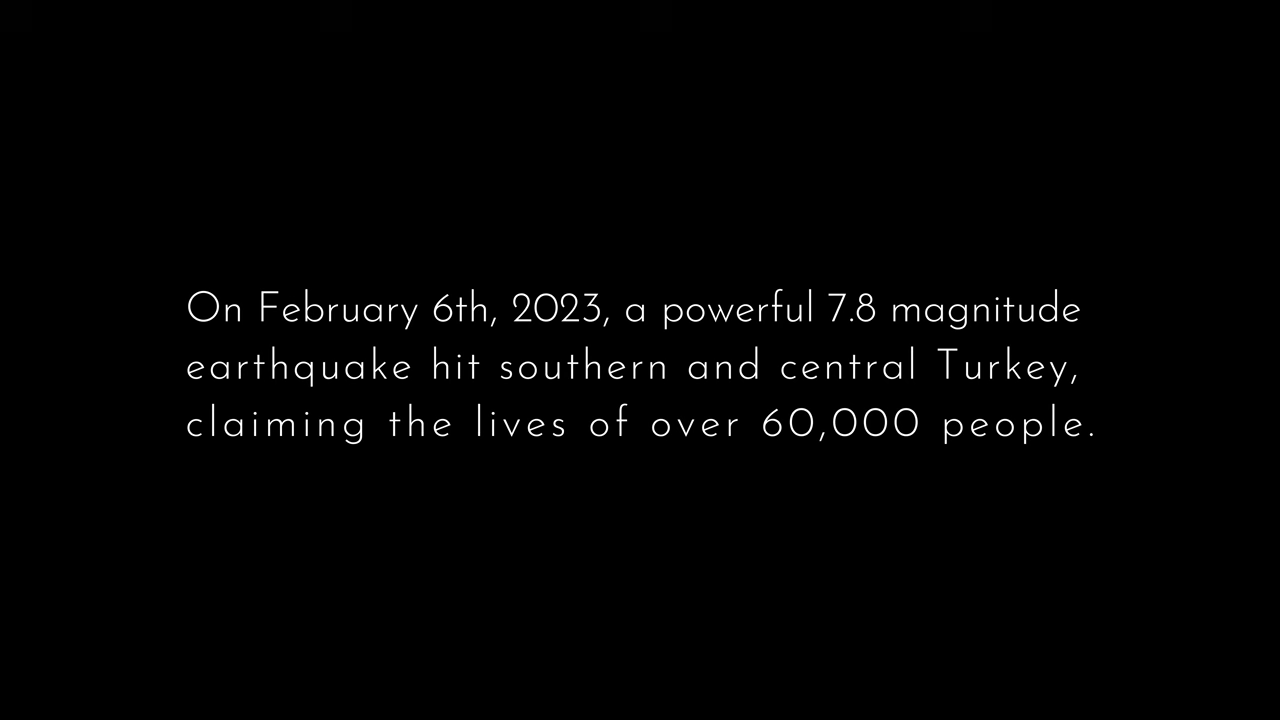 On February 6th, 2023, a powerful 7.8 magnitude
earthquake hit southern and central Turkey,
claiming the lives of over 60,000 people.